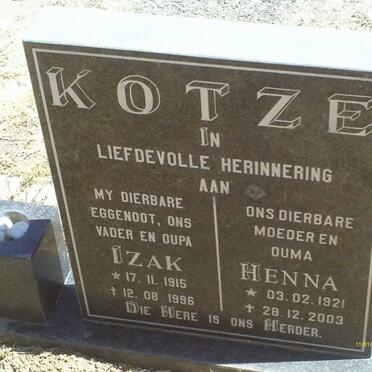 KOTZE
IN
LIEFDEVOLLE HERINNERING
AAN
MY DIERBARE
EGGENOOT, ONS
VADER EN OUPA
IZAK
* 17. 11. 1915
✝ 12. 08 1996
ONS DIERBARE
MOEDER EN
OUMA
HENNA
* 03. 02. 1921
✝ 28. 12. 2003
DIE HERE IS ONS HERDER.